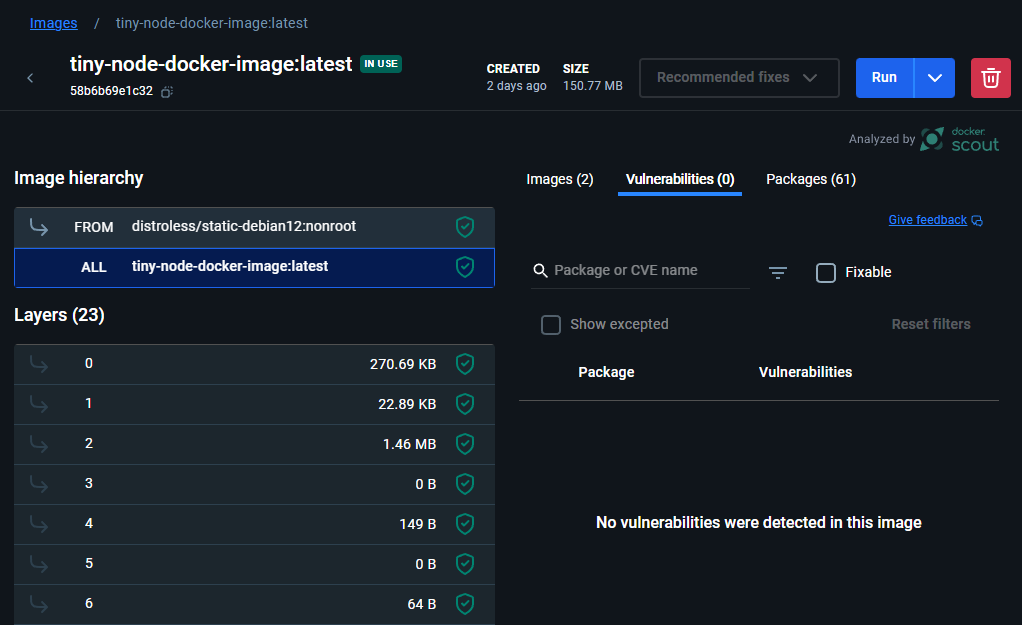 Images / tiny-node-docker-image:latest
tiny-node-docker-image:latest IN USE
58b6b69e1c32
CREATED
2 days ago
SIZE
150.77 MB
Recommended fixes
Run
Analyzed by docker scout
Image hierarchy
FROM distroless/static-debian12:nonroot
ALL tiny-node-docker-image:latest
Layers (23)
0 270.69 KB
1 22.89 KB
2 1.46 MB
3 0 B
4 149 B
5 0 B
6 64 B
Images (2) Vulnerabilities (0) Packages (61)
Give feedback
Package or CVE name
Fixable
Show excepted
Reset filters
Package Vulnerabilities
No vulnerabilities were detected in this image